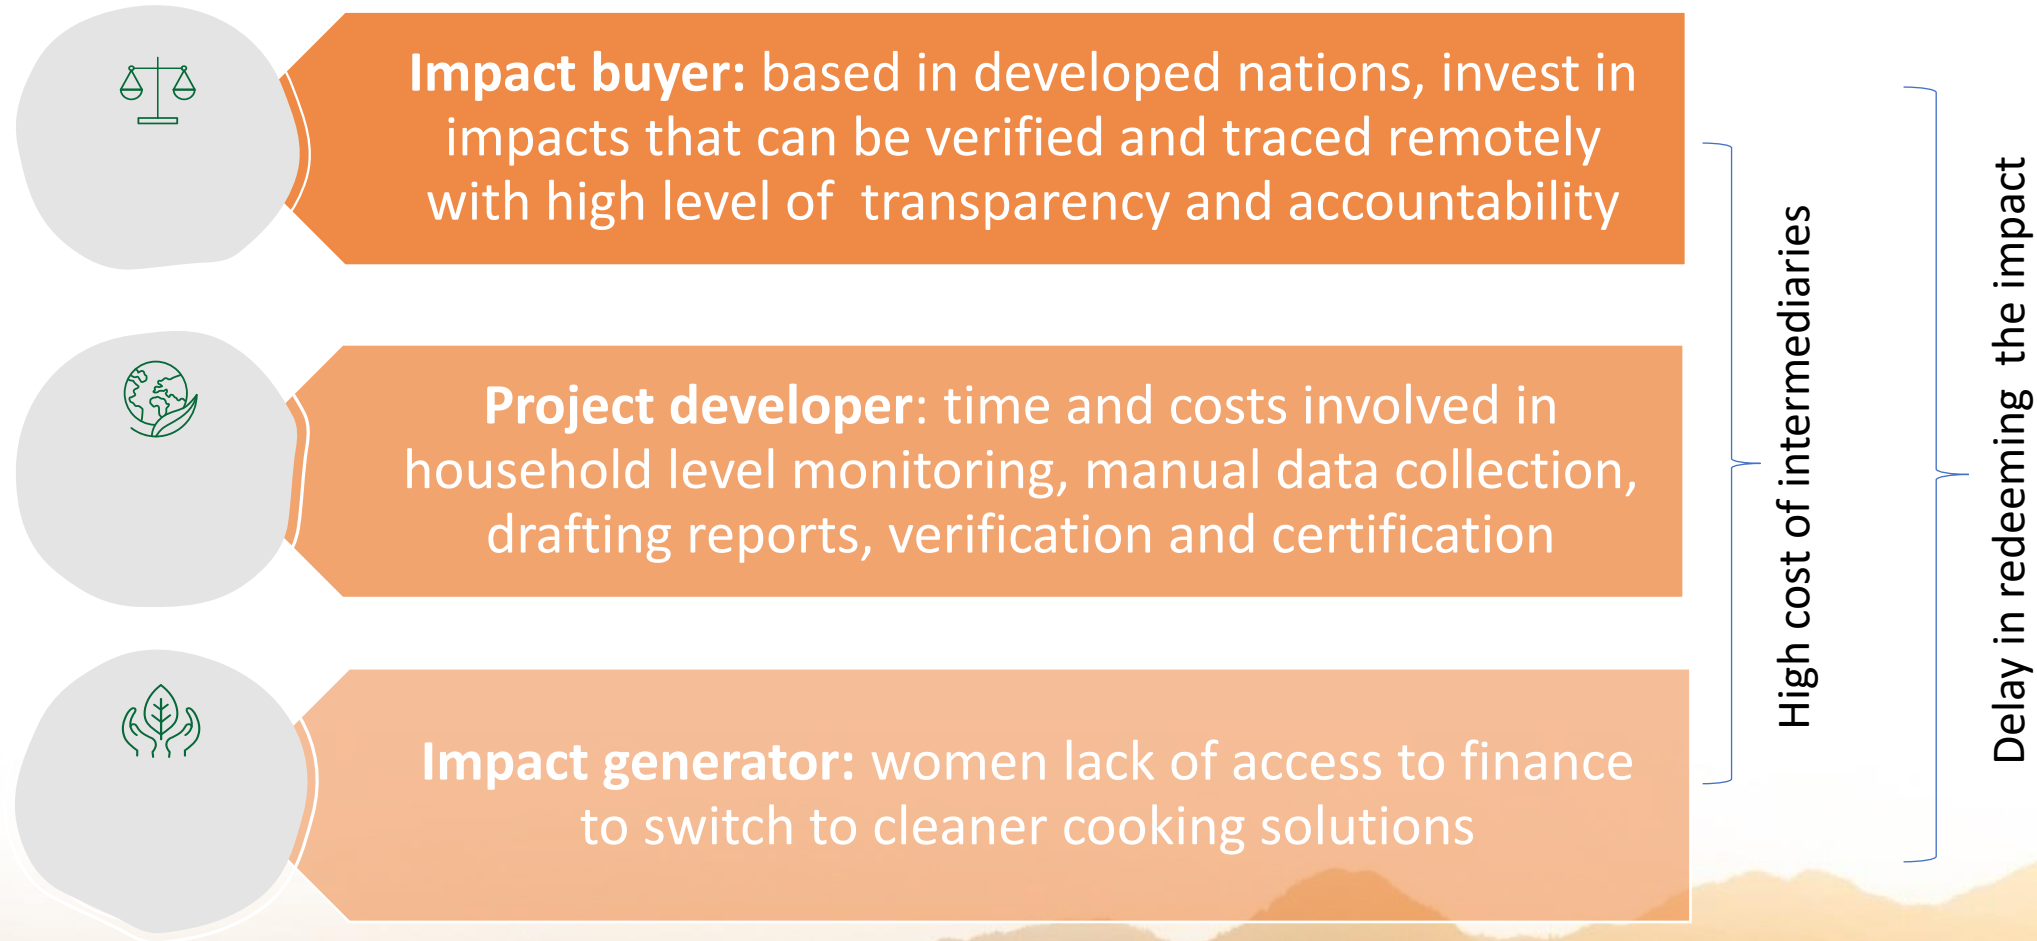 Impact buyer: based in developed nations, invest in
impacts that can be verified and traced remotely
with high level of  transparency and accountability
Project developer: time and costs involved in
household level monitoring, manual data collection,
drafting reports, verification and certification
Impact generator: women lack of access to finance
to switch to cleaner cooking solutions
High cost of intermediaries
Delay in redeeming  the impact